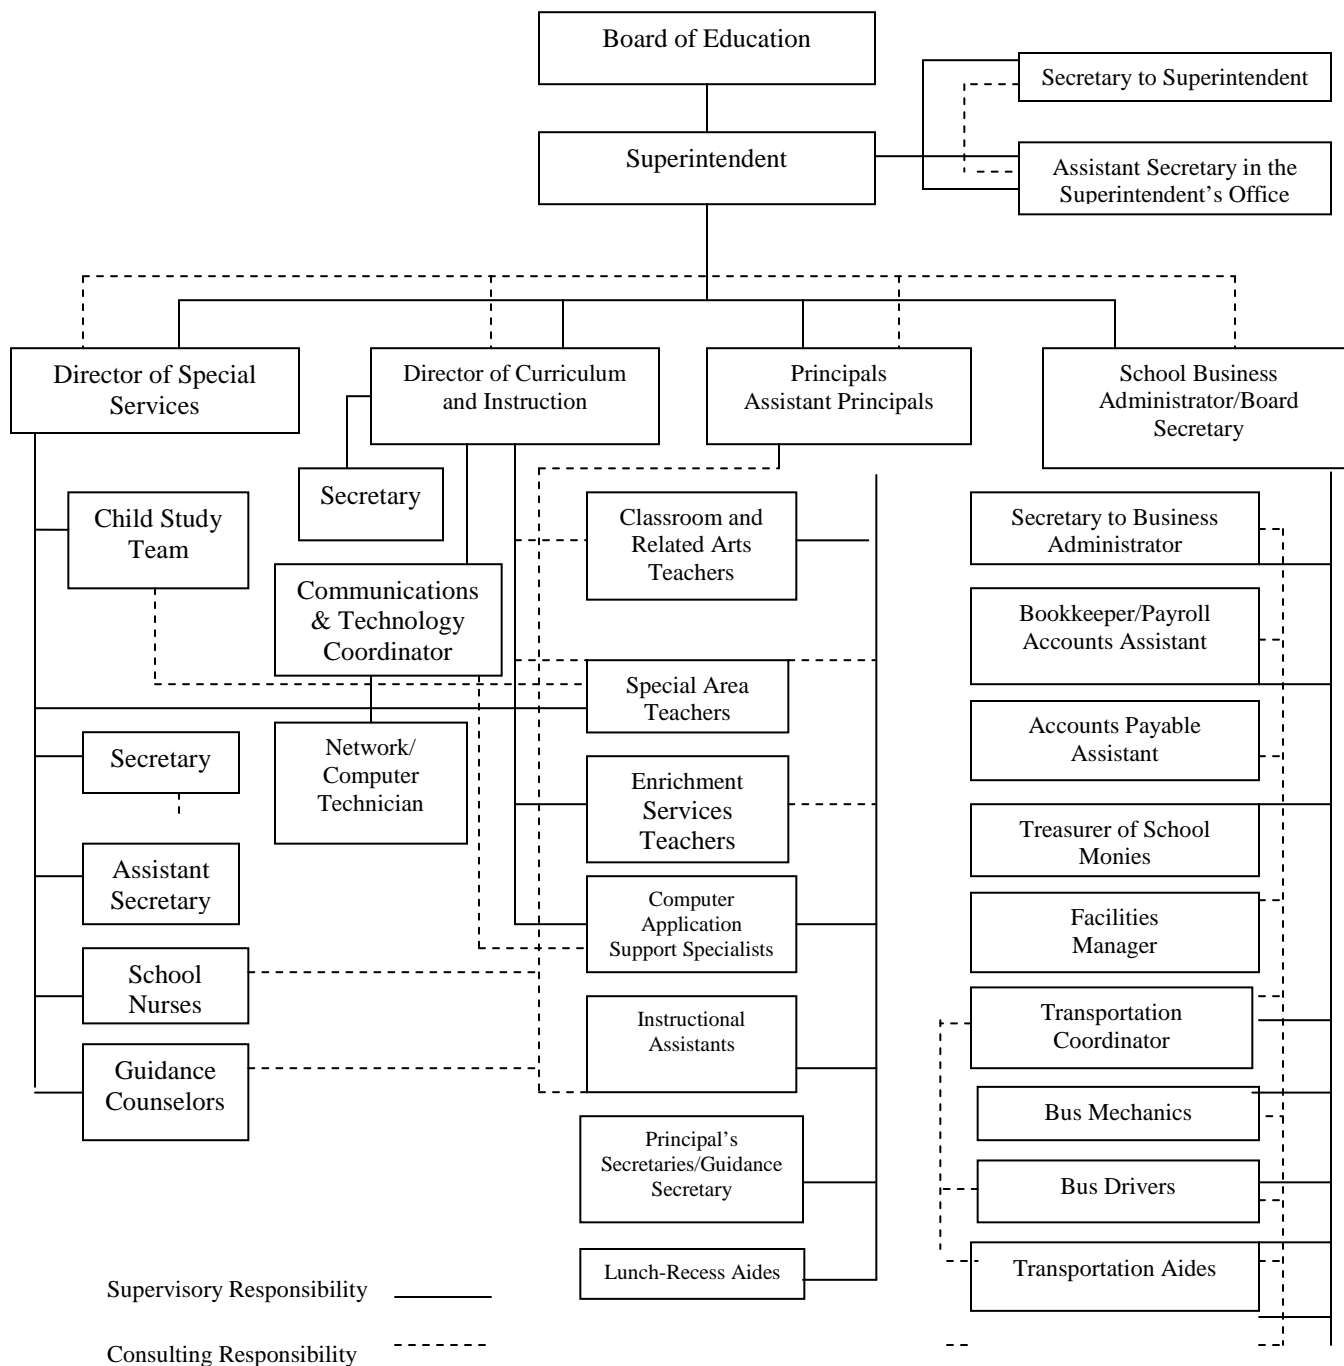 Board of Education
Secretary to Superintendent
Superintendent
Assistant Secretary in the
Superintendent’s Office
Director of Special
Services
Director of Curriculum
and Instruction
Principals
Assistant Principals
School Business
Administrator/Board
Secretary
Child Study
Team
Secretary
Communications
& Technology
Coordinator
Network/
Computer
Technician
Secretary
Assistant
Secretary
School
Nurses
Guidance
Counselors
Classroom and
Related Arts
Teachers
Special Area
Teachers
Enrichment
Services
Teachers
Computer
Application
Support Specialists
Instructional
Assistants
Principal’s
Secretaries/Guidance
Secretary
Lunch-Recess Aides
Secretary to Business
Administrator
Bookkeeper/Payroll
Accounts Assistant
Accounts Payable
Assistant
Treasurer of School
Monies
Facilities
Manager
Transportation
Coordinator
Bus Mechanics
Bus Drivers
Transportation Aides
Supervisory Responsibility
Consulting Responsibility